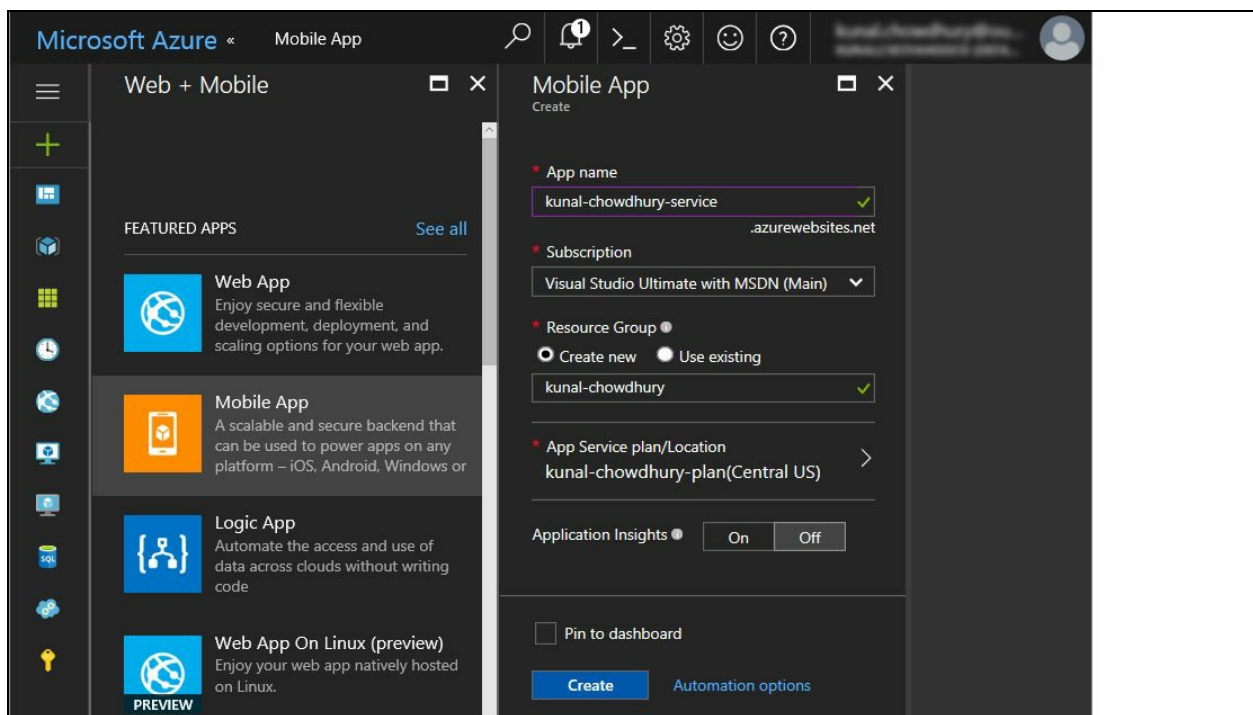 Microsoft Azure «
Mobile App
1
Web + Mobile
FEATURED APPS
See all
Web App
Enjoy secure and flexible
development, deployment, and
scaling options for your web app.
Mobile App
A scalable and secure backend that
can be used to power apps on any
platform – iOS, Android, Windows or
Logic App
Automate the access and use of
data across clouds without writing
code
Web App On Linux (preview)
Enjoy your web app natively hosted
on Linux.
PREVIEW
SQL
Mobile App
Create
* App name
kunal-chowdhury-service
.azurewebsites.net
* Subscription
Visual Studio Ultimate with MSDN (Main)
* Resource Group
Create new
Use existing
kunal-chowdhury
* App Service plan/Location
kunal-chowdhury-plan(Central US)
Application Insights
On
Off
Pin to dashboard
Create
Automation options